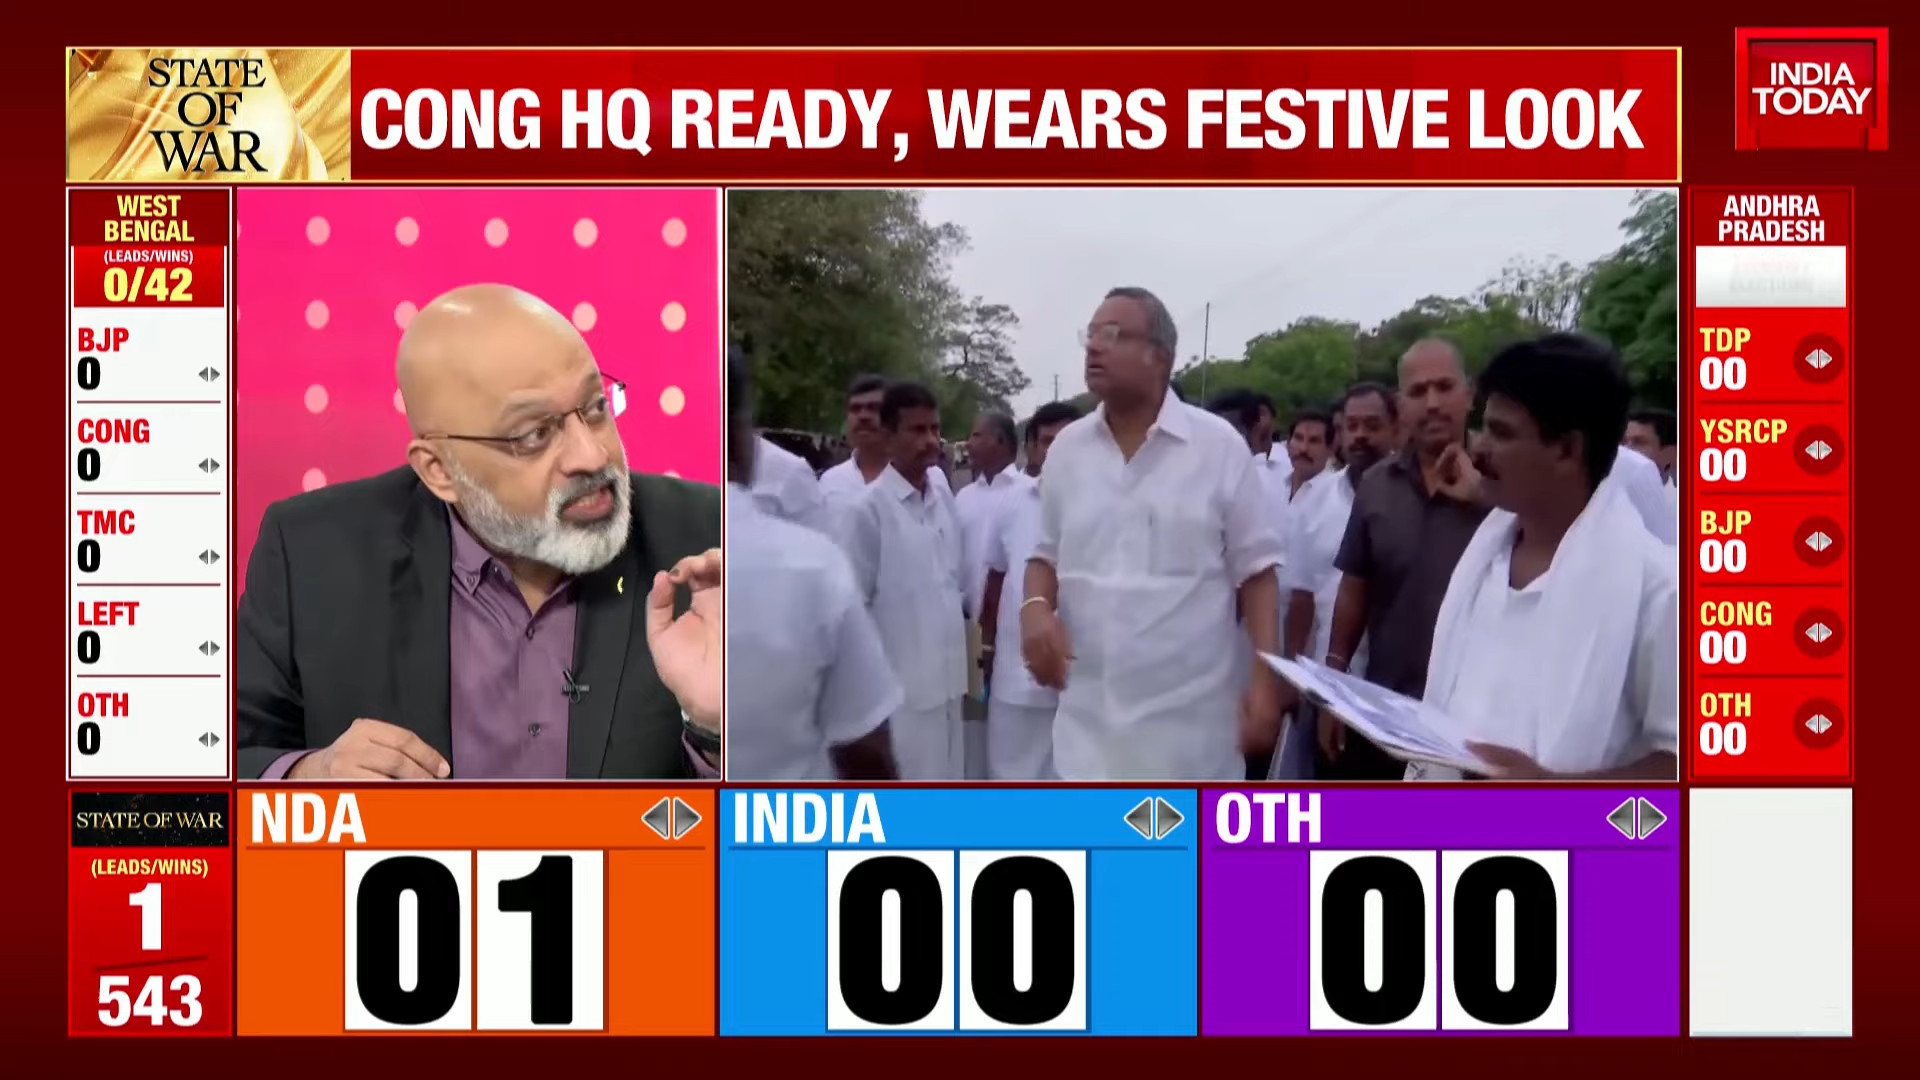 STATE
OF
WAR
CONG HQ READY, WEARS FESTIVE LOOK
INDIA
TODAY
WEST
BENGAL
(LEADS/WINS)
0/42
BJP
0
CONG
0
TMC
0
LEFT
0
OTH
0
ANDHRA
PRADESH
TDP
00
YSRCP
00
BJP
00
CONG
00
OTH
00
STATE OF WAR
(LEADS/WINS)
1
543
NDA
01
INDIA
00
OTH
00